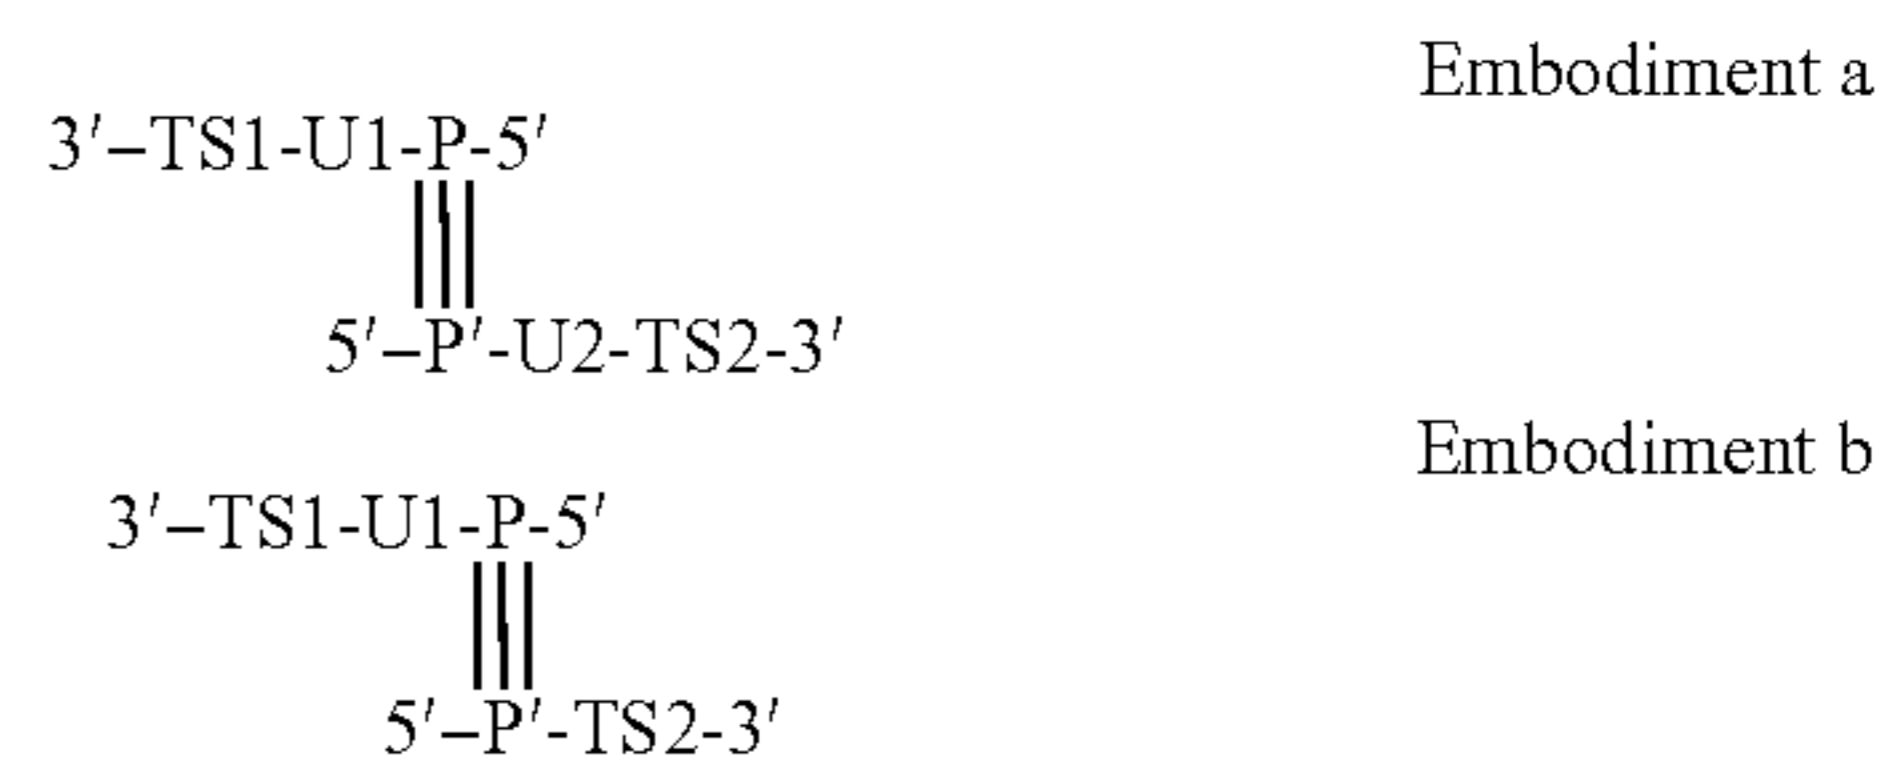 Embodiment a
3′–TS1-U1-P-5′
5′–P′-U2-TS2-3′
Embodiment b
3′–TS1-U1-P-5′
5′–P′-TS2-3′